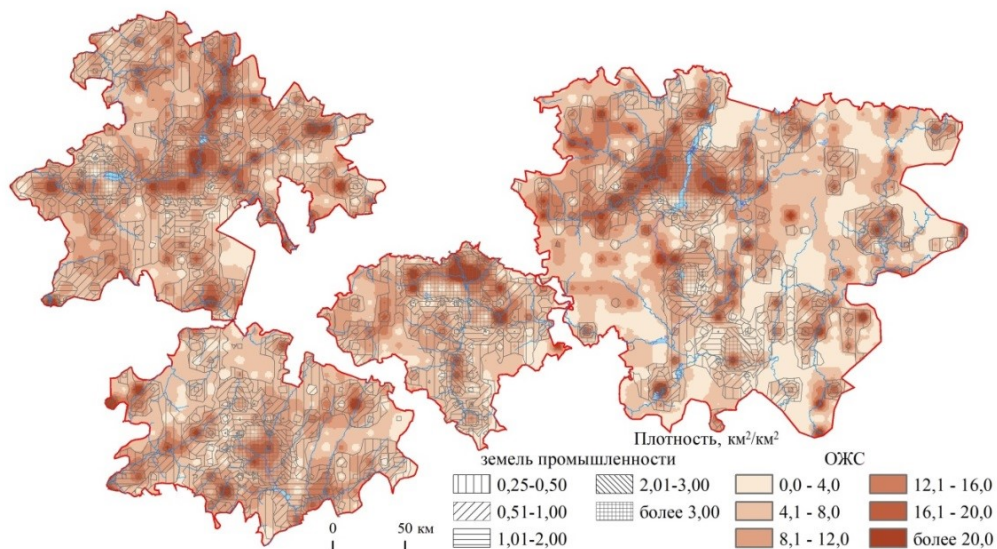 Плотность, км²/км²
земель промышленности
ОЖС
0,25-0,50
2,01-3,00
0,0 - 4,0
12,1 - 16,0
0,51-1,00
более 3,00
4,1 - 8,0
16,1 - 20,0
1,01-2,00
8,1 - 12,0
более 20,0
0 50 км